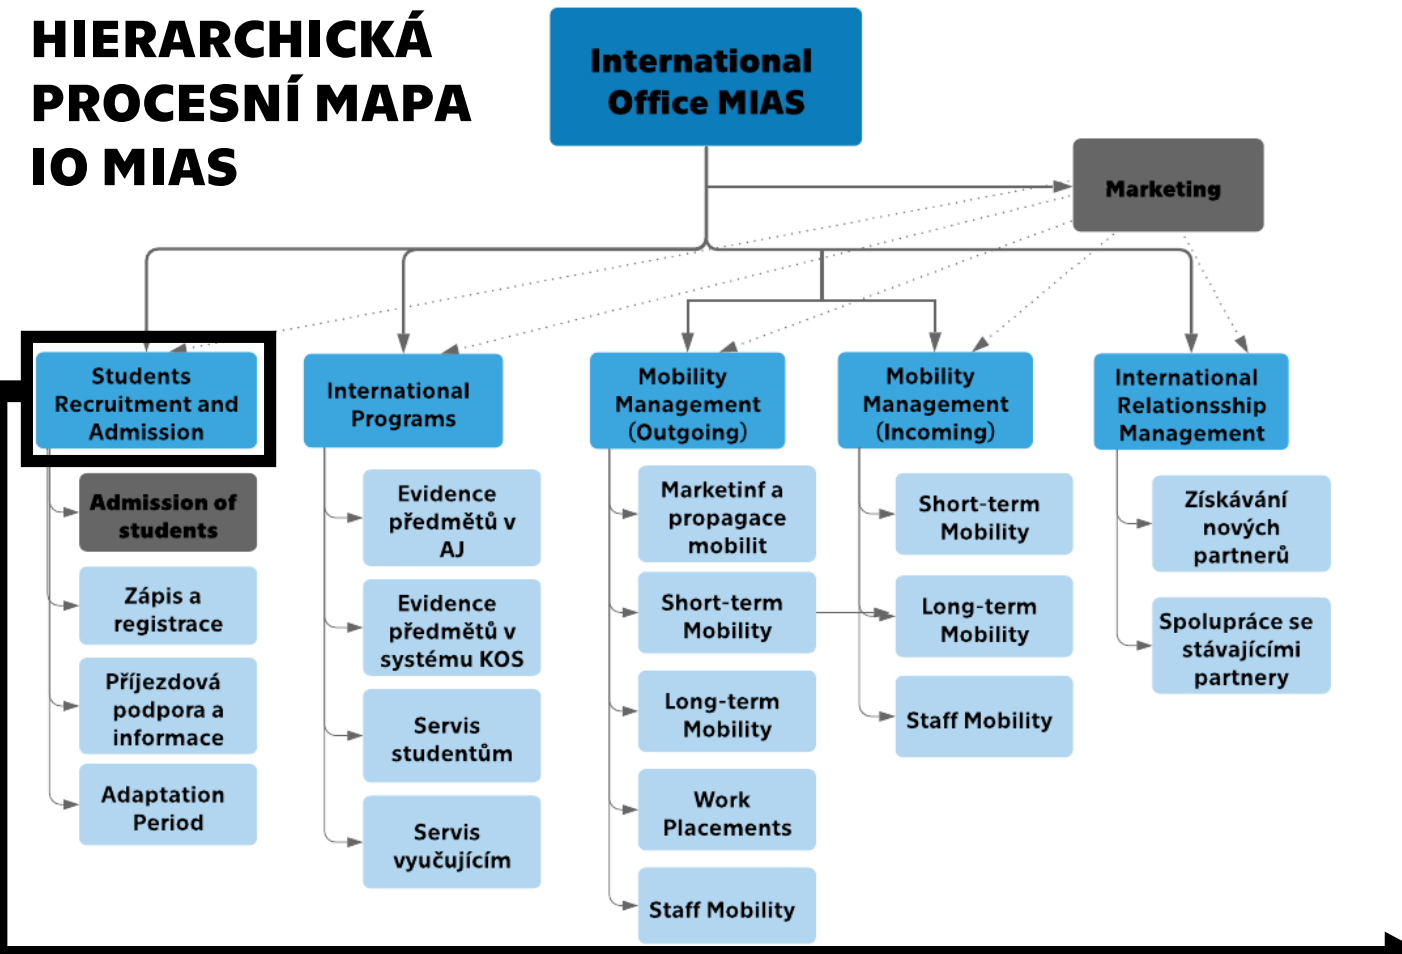 HIERARCHICKÁ
PROCESNÍ MAPA
IO MIAS
International
Office MIAS
Marketing
Students
Recruitment and
Admission
International
Programs
Mobility
Management
(Outgoing)
Mobility
Management
(Incoming)
International
Relationsship
Management
Admission of
students
Zápis a
registrace
Příjezdová
podpora a
informace
Adaptation
Period
Evidence
předmětů v
AJ
Evidence
předmětů v
systému KOS
Servis
studentům
Servis
vyučujícím
Marketinf a
propagace
mobilit
Short-term
Mobility
Long-term
Mobility
Work
Placements
Staff Mobility
Short-term
Mobility
Long-term
Mobility
Staff Mobility
Získávání
nových
partnerů
Spolupráce se
stávajícími
partnery